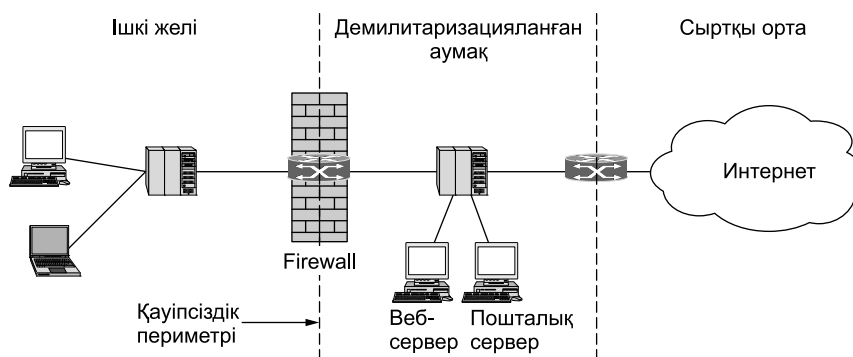 Ішкі желі
Демилитаризацияланған
аумақ
Сыртқы орта
Интернет
Firewall
Қауіпсіздік
периметрі
Веб-
сервер
Пошталық
сервер